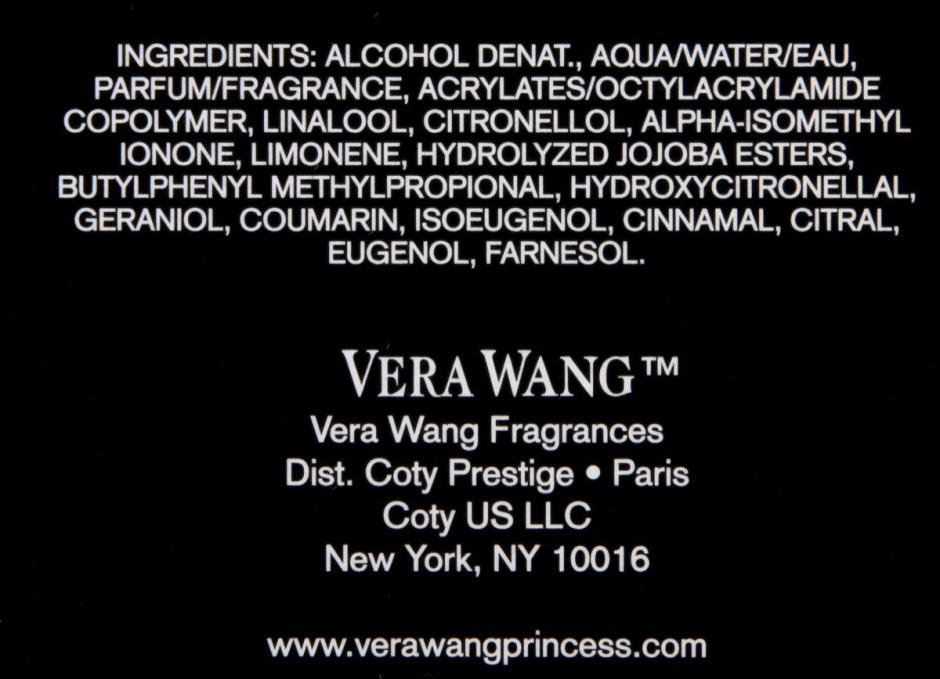 INGREDIENTS: ALCOHOL DENAT., AQUA/WATER/EAU,
PARFUM/FRAGRANCE, ACRYLATES/OCTYLACRYLAMIDE
COPOLYMER, LINALOOL, CITRONELLOL, ALPHA-ISOMETHYL
IONONE, LIMONENE, HYDROLYZED JOJOBA ESTERS,
BUTYLPHENYL METHYLPROPIONAL, HYDROXYCITRONELLAL,
GERANIOL, COUMARIN, ISOEUGENOL, CINNAMAL, CITRAL,
EUGENOL, FARNESOL.
VERA WANG™
Vera Wang Fragrances
Dist. Coty Prestige • Paris
Coty US LLC
New York, NY 10016
www.verawangprincess.com